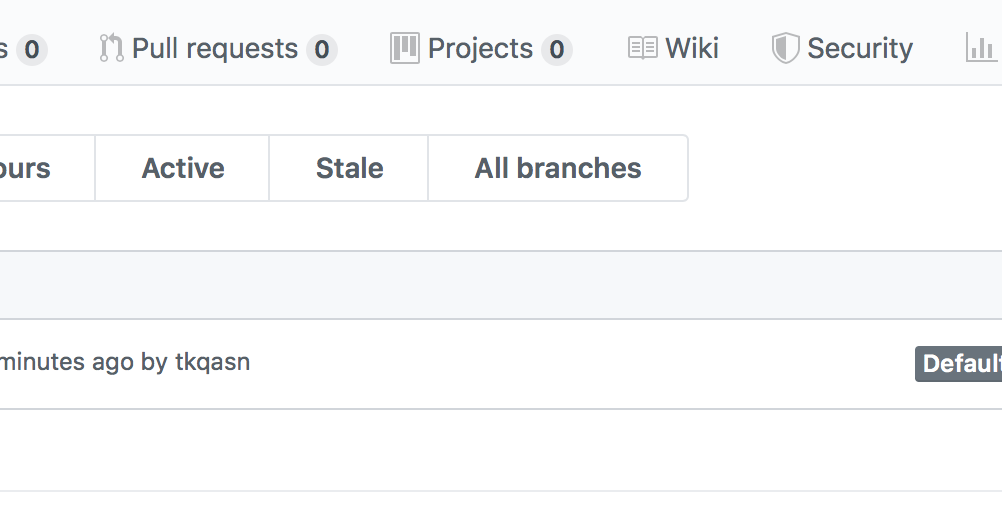 s 0 Pull requests 0 Projects 0 Wiki Security
ours Active Stale All branches
minutes ago by tkqasn
Default